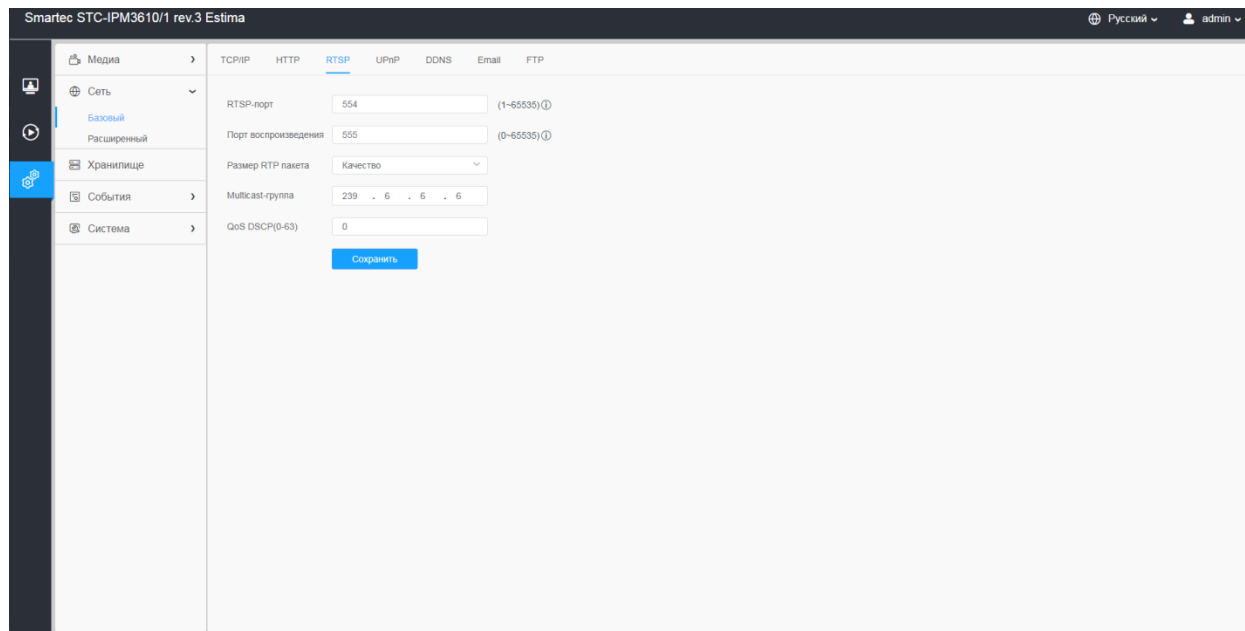 Smartec STC-IPM3610/1 rev.3 Estima
Русский
admin
Медиа
Сеть
Базовый
Расширенный
Хранилище
События
Система
TCP/IP HTTP RTSP UPnP DDNS Email FTP
RTSP-порт 554 (1~65535)
Порт воспроизведения 555 (0~65535)
Размер RTP пакета Качество
Multicast-группа 239 . 6 . 6 . 6
QoS DSCP(0-63) 0
Сохранить